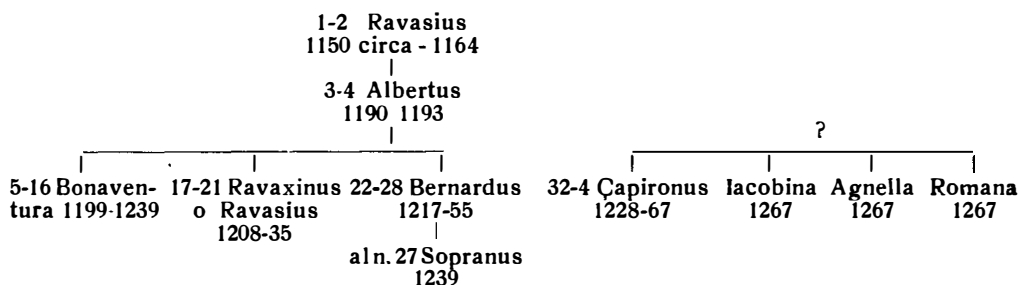 1-2 Ravasius
1150 circa - 1164
3-4 Albertus
1190 1193
?
5-16 Bonaven- 17-21 Ravaxinus 22-28 Bernardus 32-4 Çapironus Iacobina Agnella Romana
tura 1199-1239 o Ravasius 1217-55 1228-67 1267 1267 1267
1208-35
aln. 27 Sopranus
1239